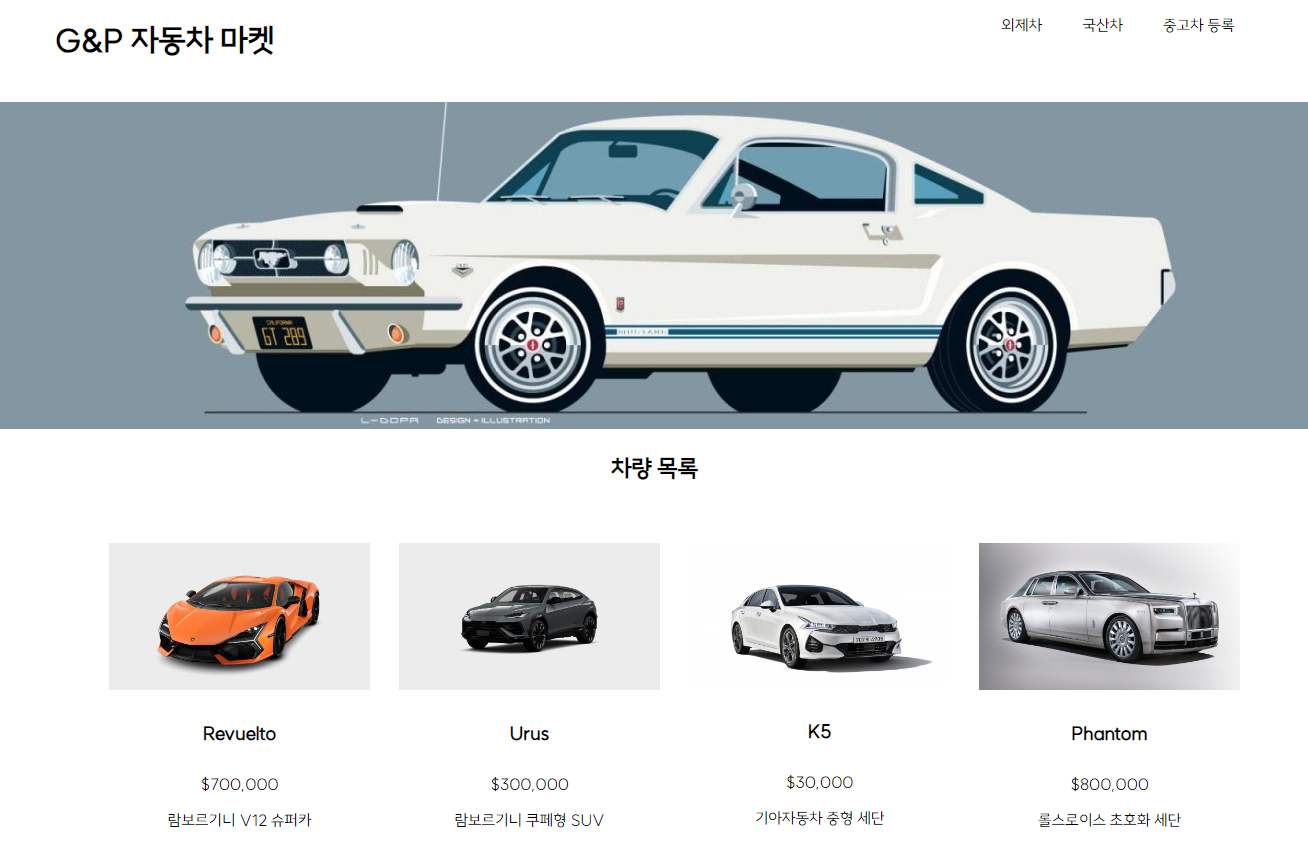 G&P 자동차 마켓
외제차 국산차 중고차 등록
CALIFORNIA
GT 289
MUSTANG
L-DOPA DESIGN + ILLUSTRATION
차량 목록
Revuelto Urus K5 Phantom
$700,000 $300,000 $30,000 $800,000
람보르기니 V12 슈퍼카 람보르기니 쿠페형 SUV 기아자동차 중형 세단 롤스로이스 초호화 세단